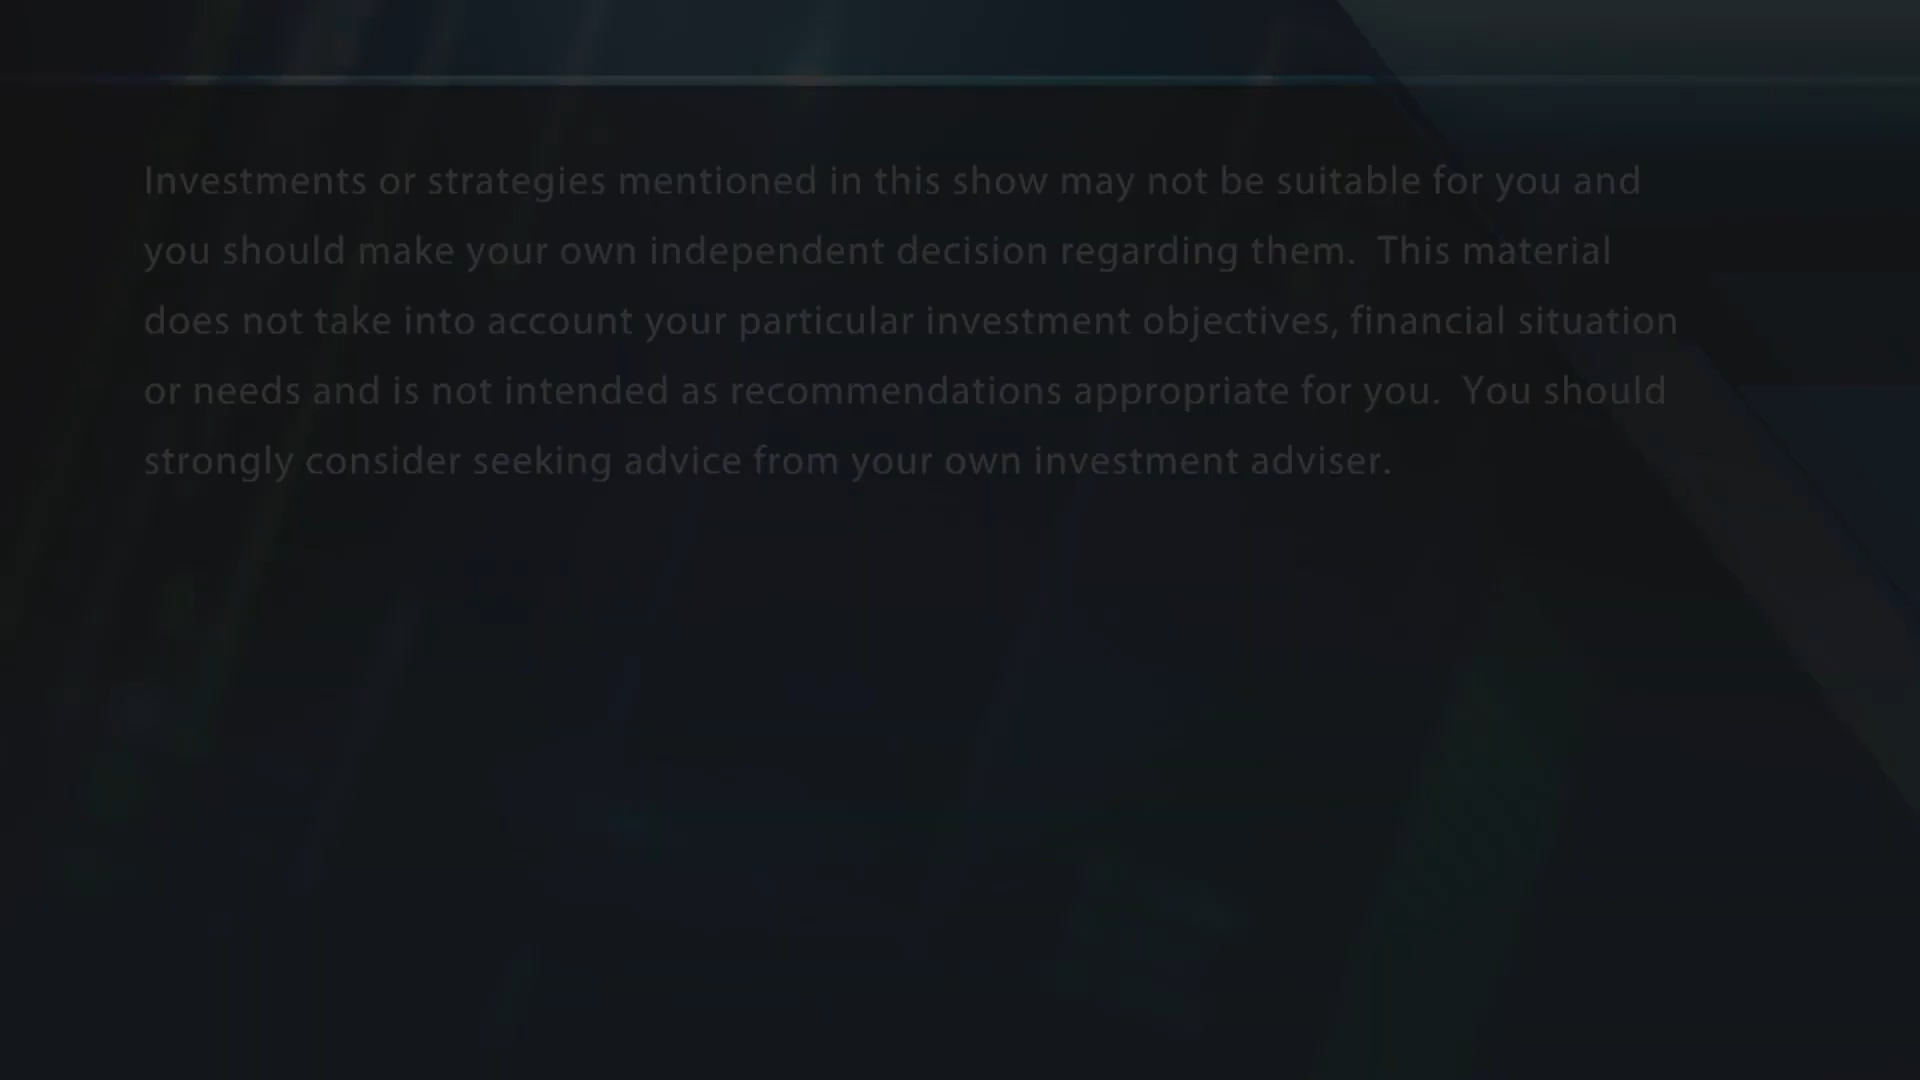 Investments or strategies mentioned in this show may not be suitable for you and
you should make your own independent decision regarding them.  This material
does not take into account your particular investment objectives, financial situation
or needs and is not intended as recommendations appropriate for you.  You should
strongly consider seeking advice from your own investment adviser.